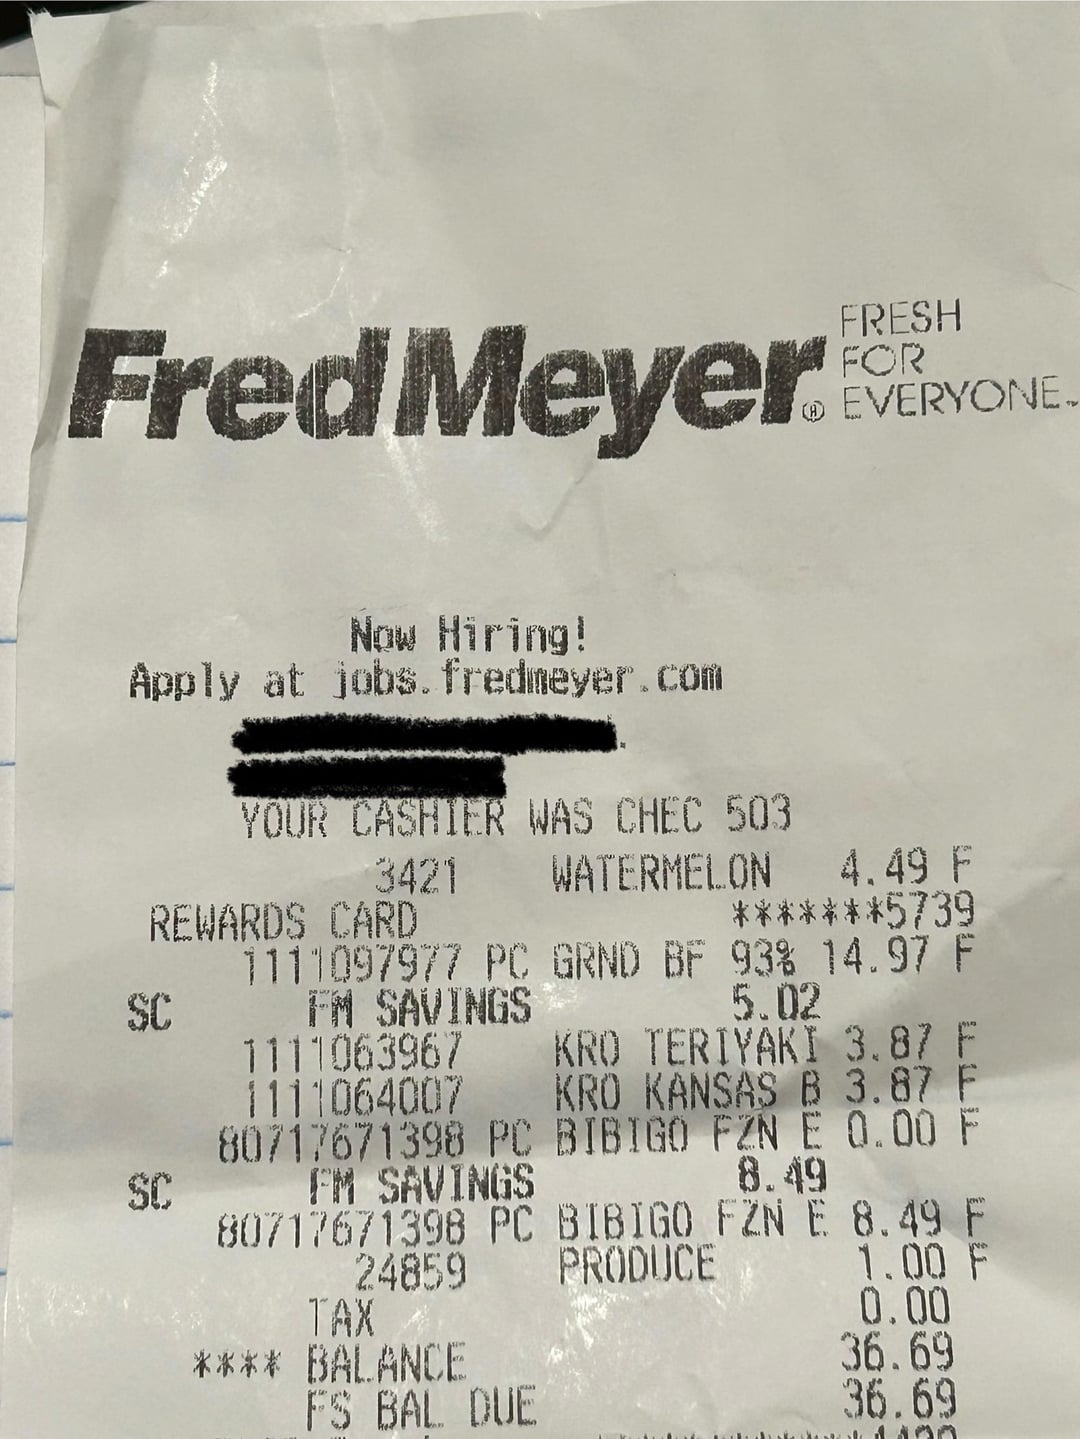 FredMeyer® FRESH
FOR
EVERYONE™
Now Hiring!
Apply at jobs.fredmeyer.com
YOUR CASHIER WAS CHEC 503
3421 WATERMELON 4.49 F
REWARDS CARD *******5739
1111097977 PC GRND BF 93% 14.97 F
SC FM SAVINGS 5.02
1111063967 KRO TERIYAKI 3.87 F
1111064007 KRO KANSAS B 3.87 F
80717671398 PC BIBIGO FZN E 0.00 F
SC FM SAVINGS 8.49
80717671398 PC BIBIGO FZN E 8.49 F
24859 PRODUCE 1.00 F
TAX 0.00
**** BALANCE 36.69
FS BAL DUE 36.69